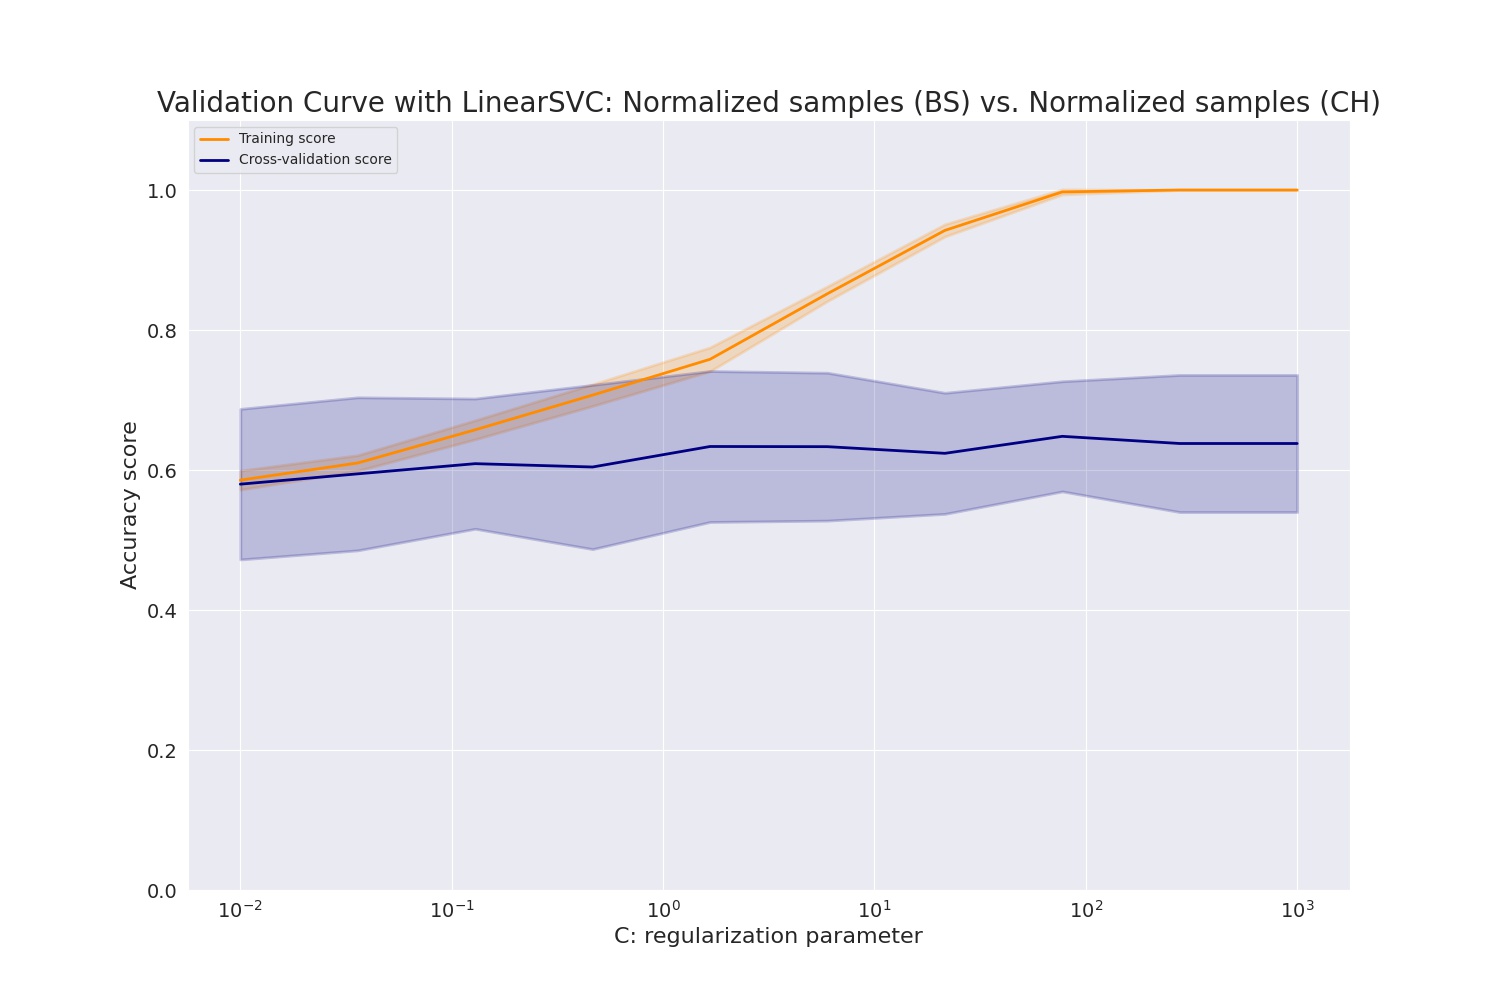 Validation Curve with LinearSVC: Normalized samples (BS) vs. Normalized samples (CH)
Training score
Cross-validation score
1.0
0.8
0.6
0.4
0.2
0.0
Accuracy score
10⁻² 10⁻¹ 10⁰ 10¹ 10² 10³
C: regularization parameter